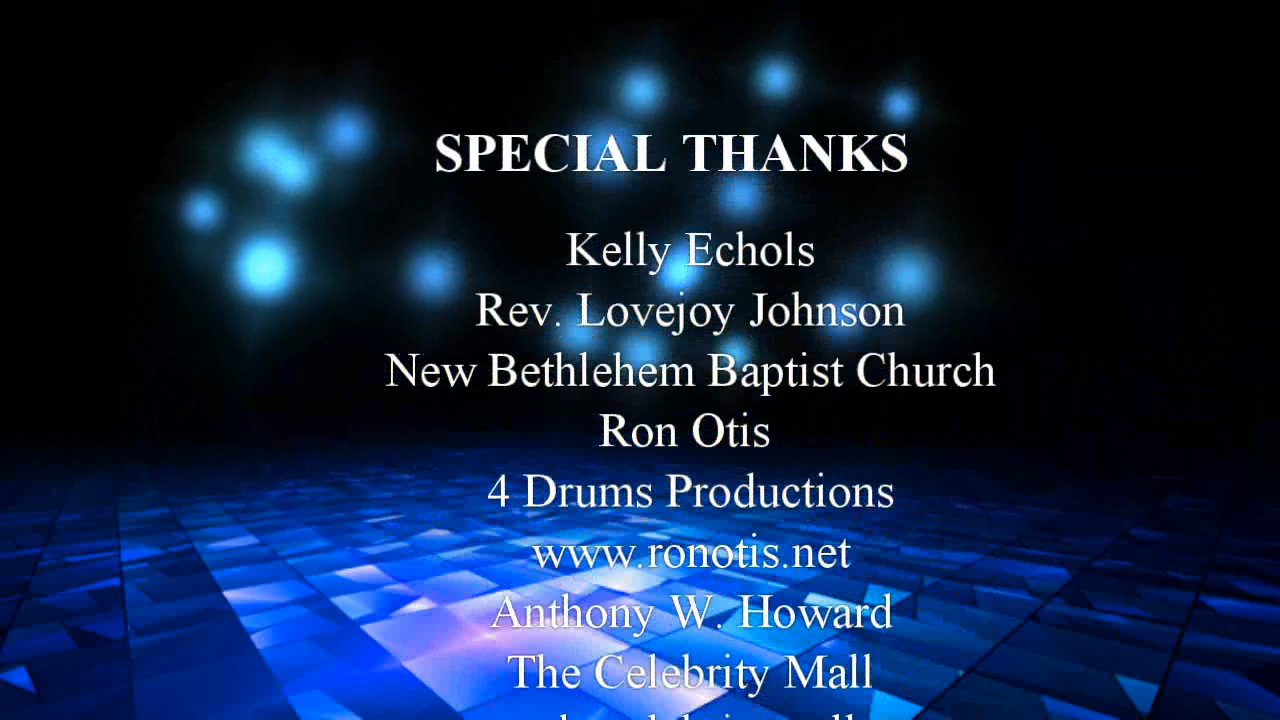 SPECIAL THANKS
Kelly Echols
Rev. Lovejoy Johnson
New Bethlehem Baptist Church
Ron Otis
4 Drums Productions
www.ronotis.net
Anthony W. Howard
The Celebrity Mall